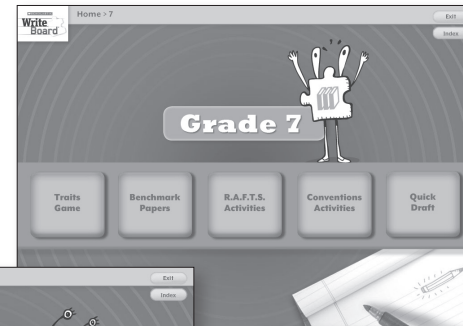 Write
Board
Home > 7
Exit
Index
Grade 7
Traits
Game
Benchmark
Papers
R.A.F.T.S.
Activities
Conventions
Activities
Quick
Draft
Exit
Index